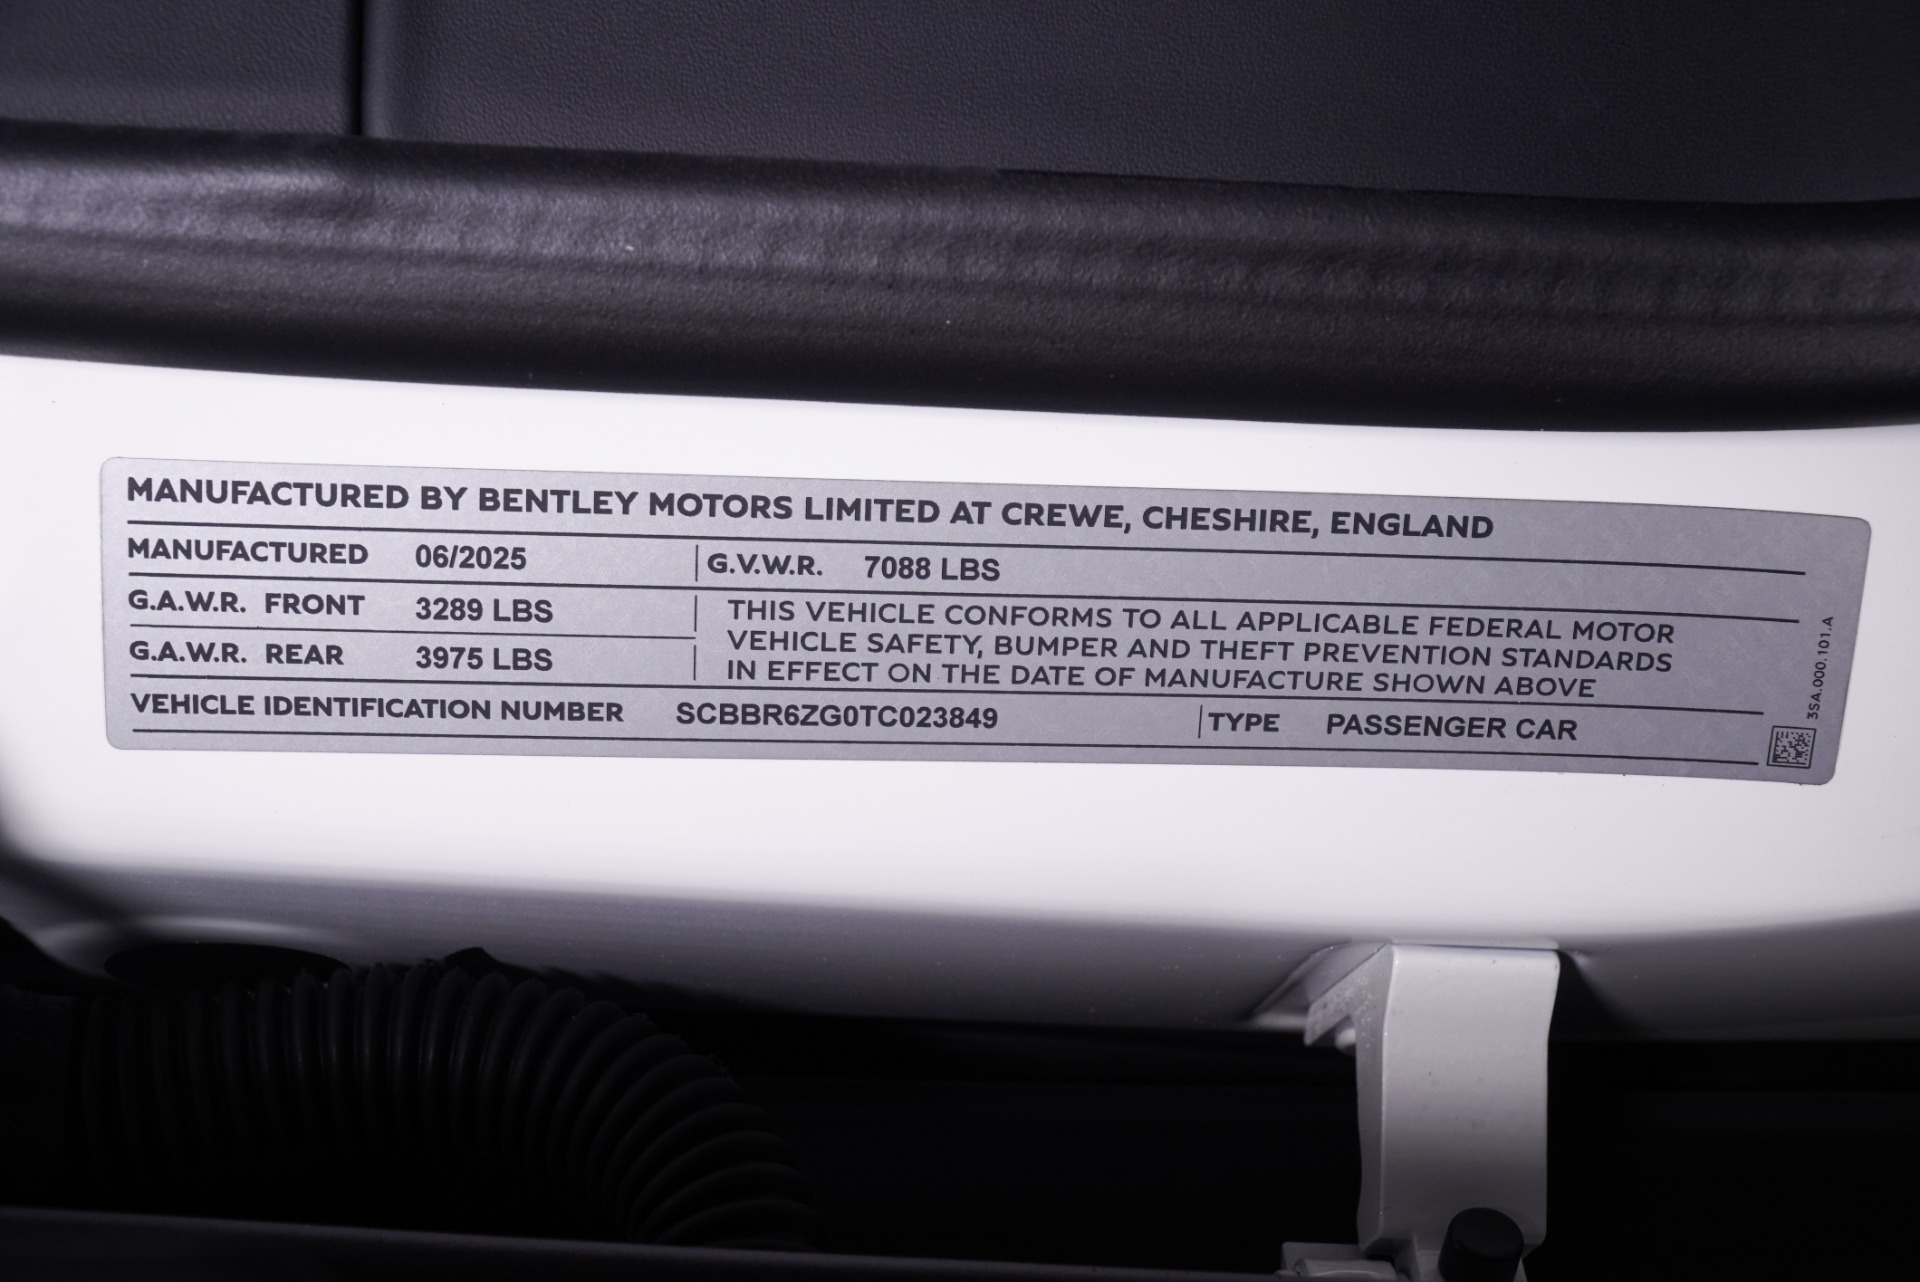 MANUFACTURED BY BENTLEY MOTORS LIMITED AT CREWE, CHESHIRE, ENGLAND
MANUFACTURED 06/2025 G.V.W.R. 7088 LBS
G.A.W.R. FRONT 3289 LBS
G.A.W.R. REAR 3975 LBS
THIS VEHICLE CONFORMS TO ALL APPLICABLE FEDERAL MOTOR
VEHICLE SAFETY, BUMPER AND THEFT PREVENTION STANDARDS
IN EFFECT ON THE DATE OF MANUFACTURE SHOWN ABOVE
VEHICLE IDENTIFICATION NUMBER SCBBR6ZG0TC023849 TYPE PASSENGER CAR
3SA.000.101.A